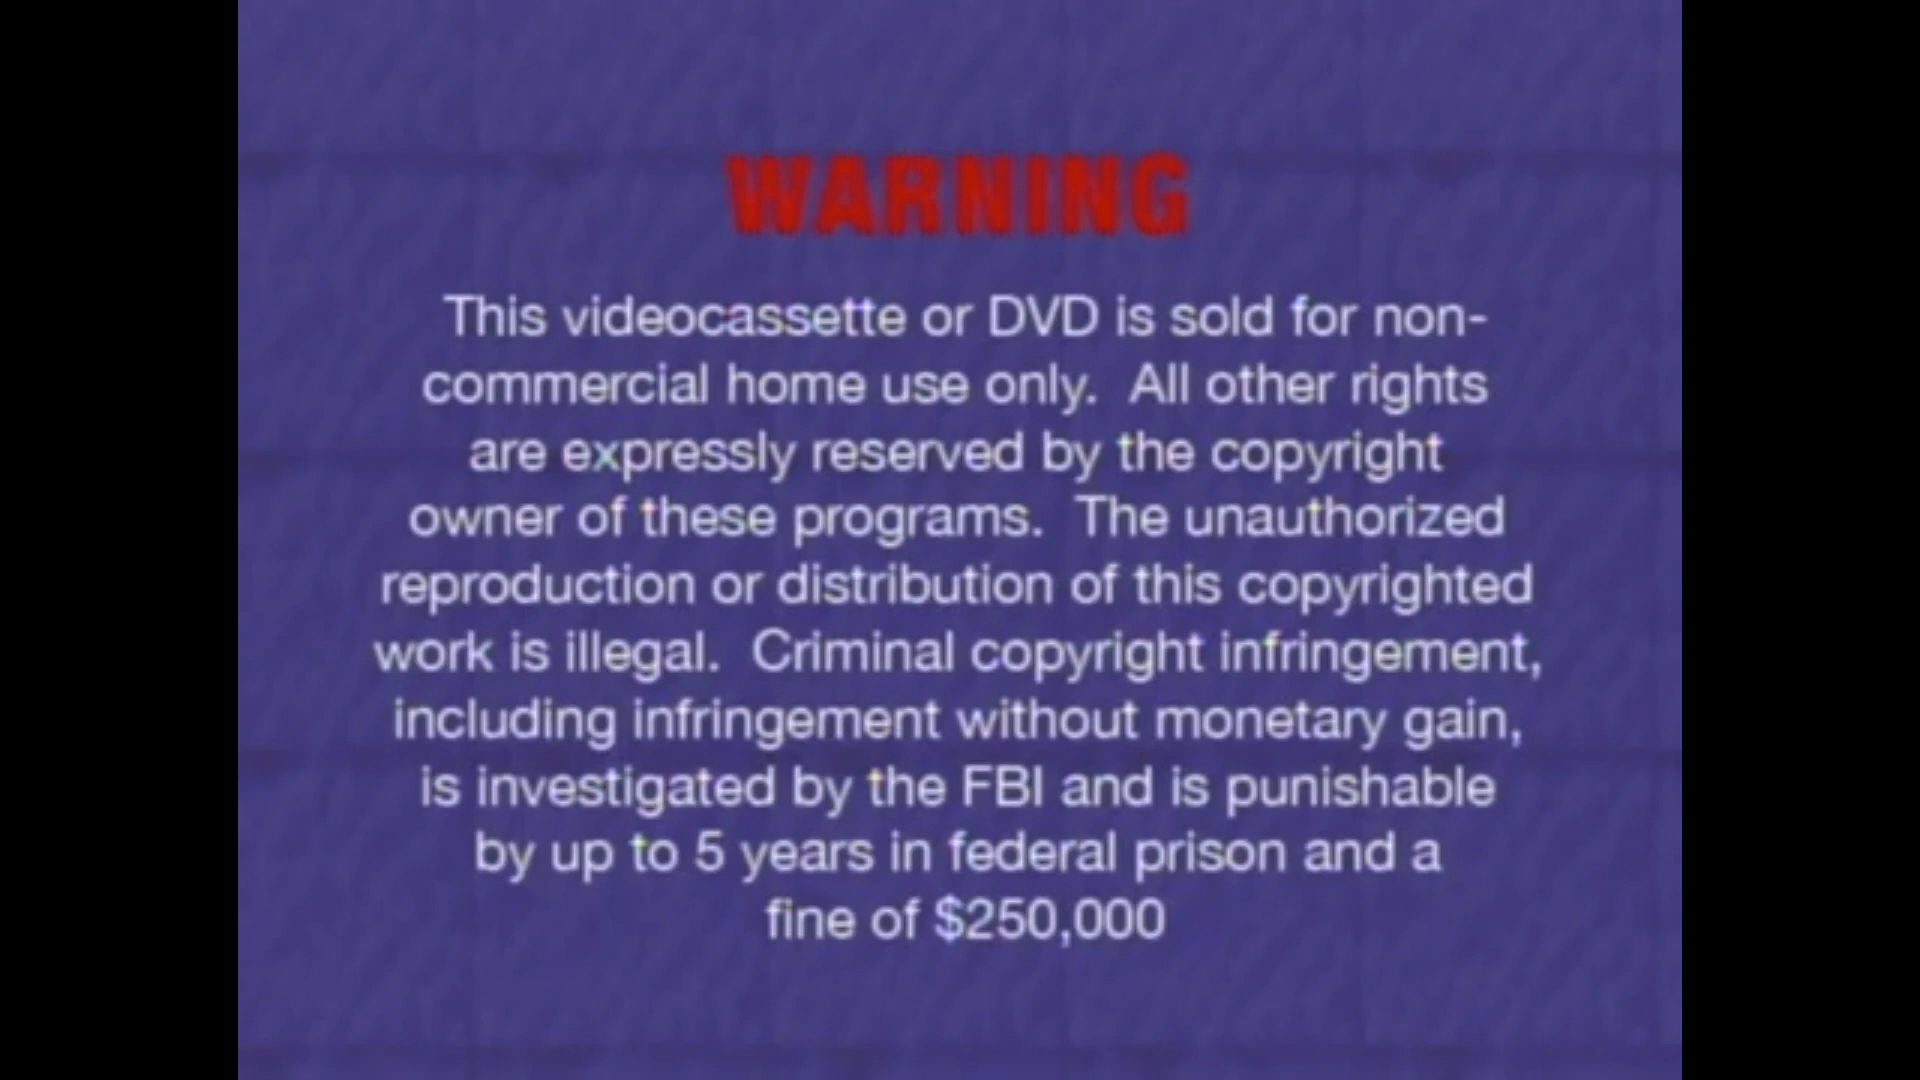 WARNING
This videocassette or DVD is sold for non-
commercial home use only.  All other rights
are expressly reserved by the copyright
owner of these programs.  The unauthorized
reproduction or distribution of this copyrighted
work is illegal.  Criminal copyright infringement,
including infringement without monetary gain,
is investigated by the FBI and is punishable
by up to 5 years in federal prison and a
fine of $250,000